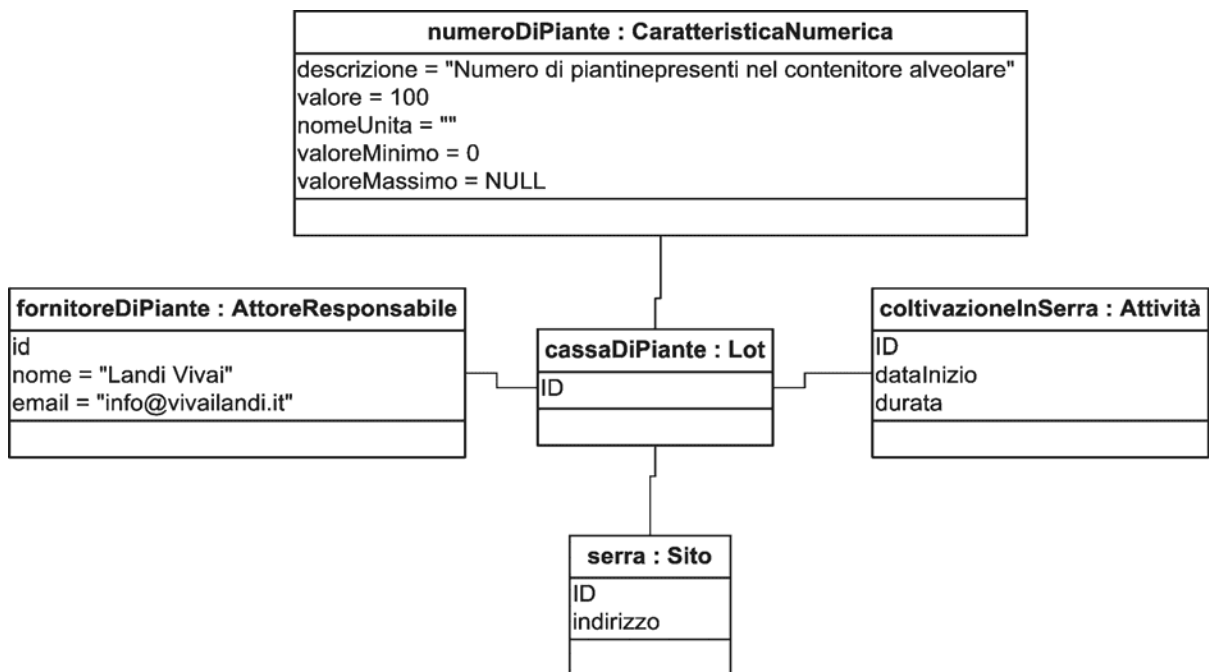 numeroDiPiante : CaratteristicaNumerica
descrizione = "Numero di piantinepresenti nel contenitore alveolare"
valore = 100
nomeUnita = ""
valoreMinimo = 0
valoreMassimo = NULL
fornitoreDiPiante : AttoreResponsabile
id
nome = "Landi Vivai"
email = "info@vivailandi.it"
cassaDiPiante : Lot
ID
coltivazioneInSerra : Attività
ID
dataInizio
durata
serra : Sito
ID
indirizzo